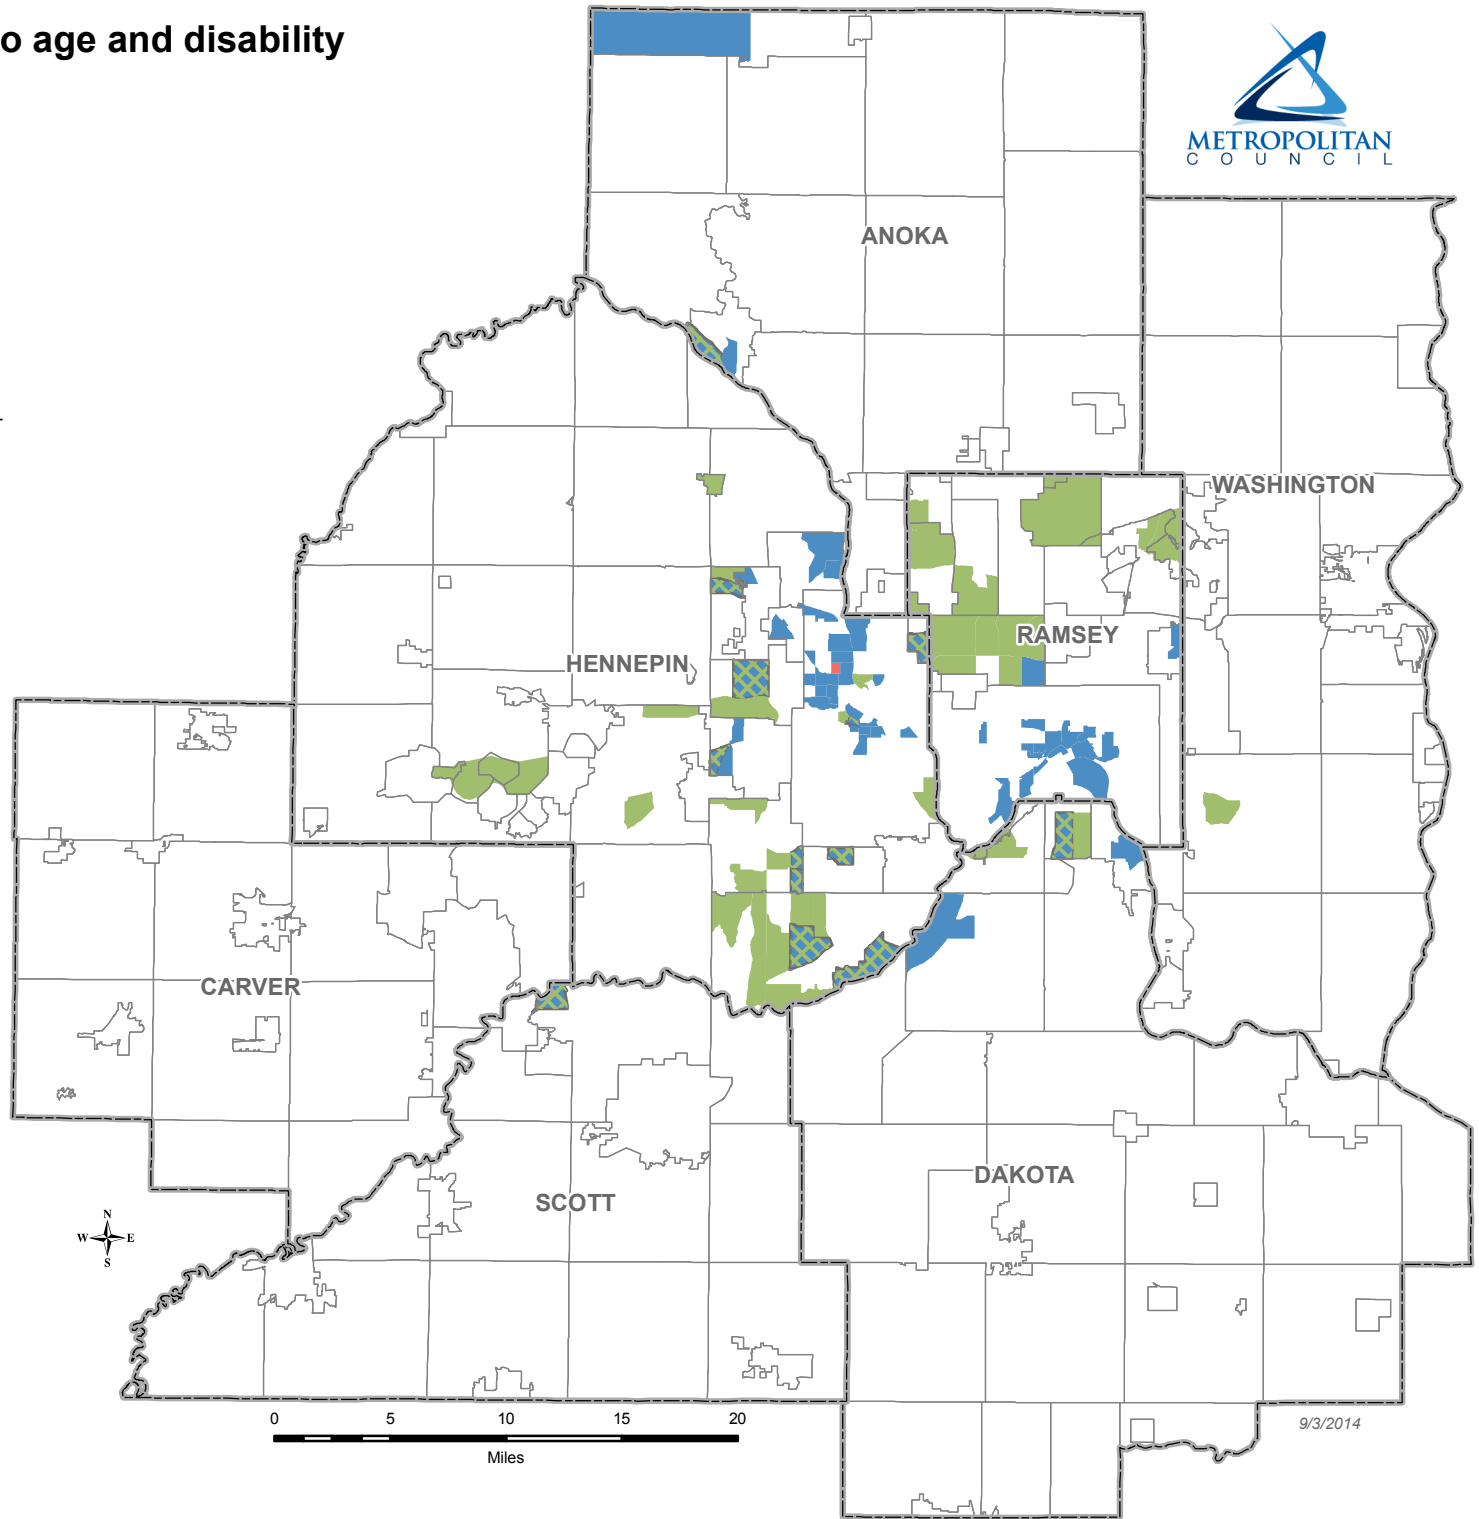 o age and disability
METROPOLITAN
COUNCIL
ANOKA
WASHINGTON
RAMSEY
HENNEPIN
CARVER
DAKOTA
SCOTT
N
W E
S
0 5 10 15 20
Miles
9/3/2014